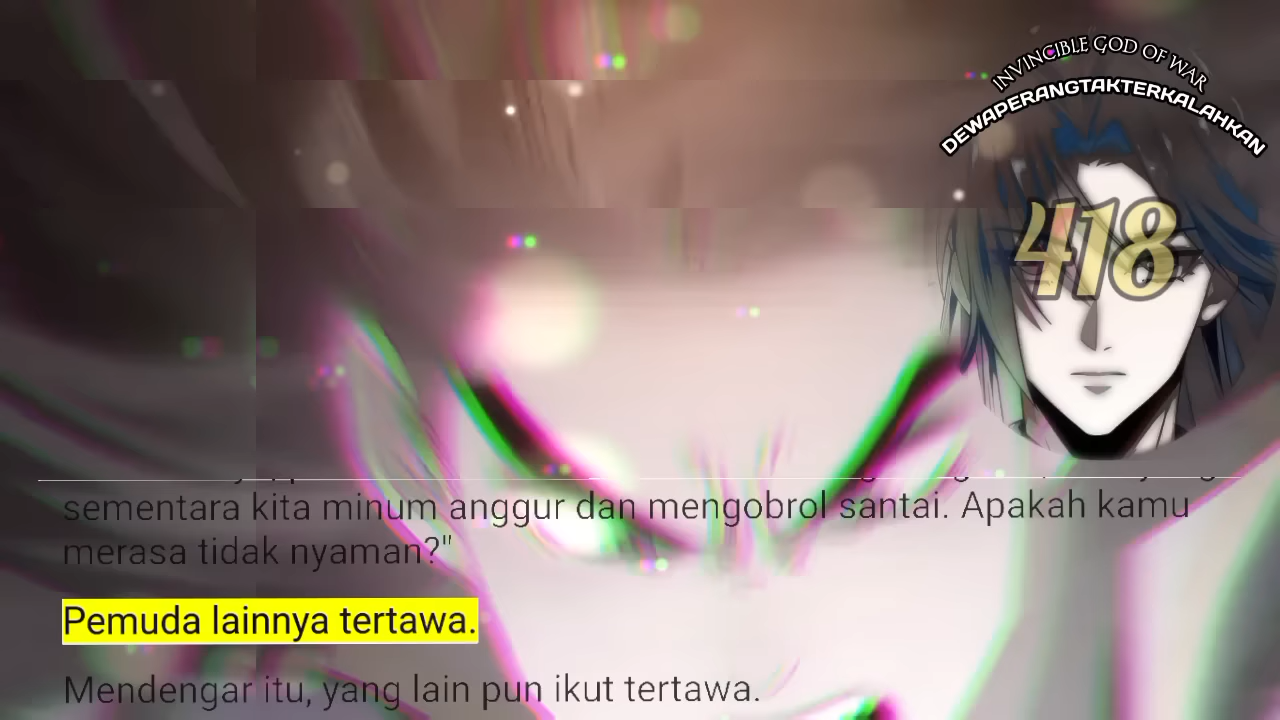 INVINCIBLE GOD OF WAR
DEWAPERANGTAKTERKALAHKAN
418
sementara kita minum anggur dan mengobrol santai. Apakah kamu
merasa tidak nyaman?"
Pemuda lainnya tertawa.
Mendengar itu, yang lain pun ikut tertawa.